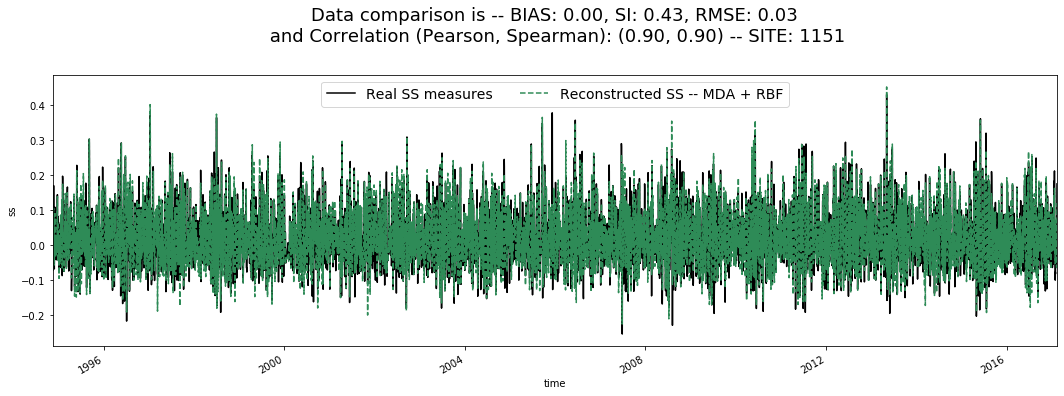 Data comparison is -- BIAS: 0.00, SI: 0.43, RMSE: 0.03
and Correlation (Pearson, Spearman): (0.90, 0.90) -- SITE: 1151
Real SS measures
Reconstructed SS -- MDA + RBF
0.4
0.3
0.2
0.1
0.0
−0.1
−0.2
ss
1996
2000
2004
2008
2012
2016
time